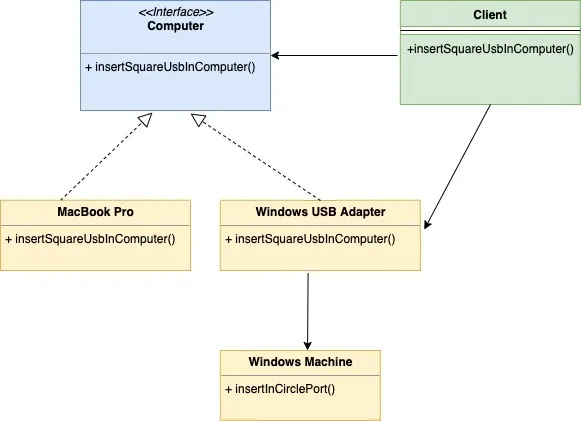 <<Interface>>
Computer
+ insertSquareUsbInComputer()
Client
+insertSquareUsbInComputer()
MacBook Pro
+ insertSquareUsbInComputer()
Windows USB Adapter
+ insertSquareUsbInComputer()
Windows Machine
+ insertInCirclePort()